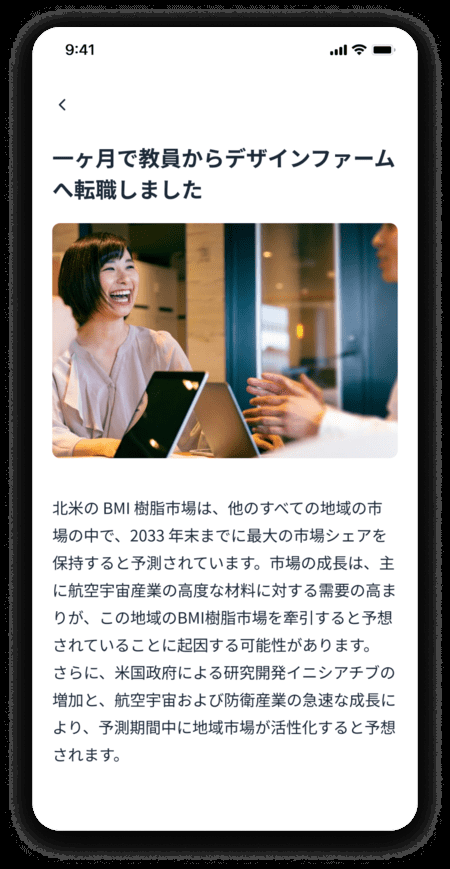 9:41
一ヶ月で教員からデザインファーム
へ転職しました
北米の BMI 樹脂市場は、他のすべての地域の市
場の中で、2033 年末までに最大の市場シェアを
保持すると予測されています。市場の成長は、主
に航空宇宙産業の高度な材料に対する需要の高ま
りが、この地域のBMI樹脂市場を牽引すると予想
されていることに起因する可能性があります。
さらに、米国政府による研究開発イニシアチブの
増加と、航空宇宙および防衛産業の急速な成長に
より、予測期間中に地域市場が活性化すると予想
されます。